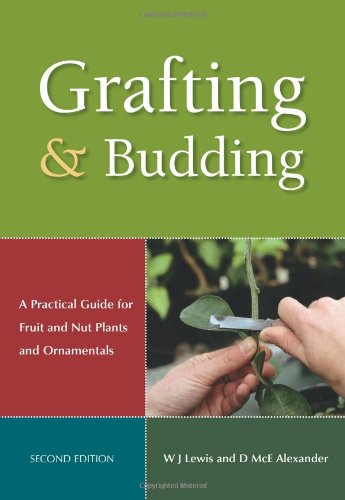 Grafting
& Budding
A Practical Guide for
Fruit and Nut Plants
and Ornamentals
SECOND EDITION
W J Lewis and D McE Alexander